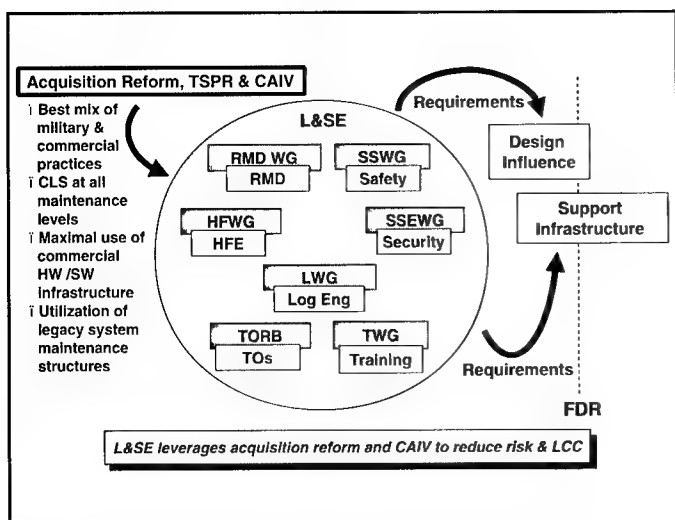 Acquisition Reform, TSPR & CAIV
ï Best mix of
military &
commercial
practices
ï CLS at all
maintenance
levels
ï Maximal use of
commercial
HW /SW
infrastructure
ï Utilization of
legacy system
maintenance
structures
L&SE
RMD WG
RMD
SSWG
Safety
HFWG
HFE
SSEWG
Security
LWG
Log Eng
TORB
TOs
TWG
Training
Requirements
Design
Influence
Support
Infrastructure
Requirements
FDR
L&SE leverages acquisition reform and CAIV to reduce risk & LCC